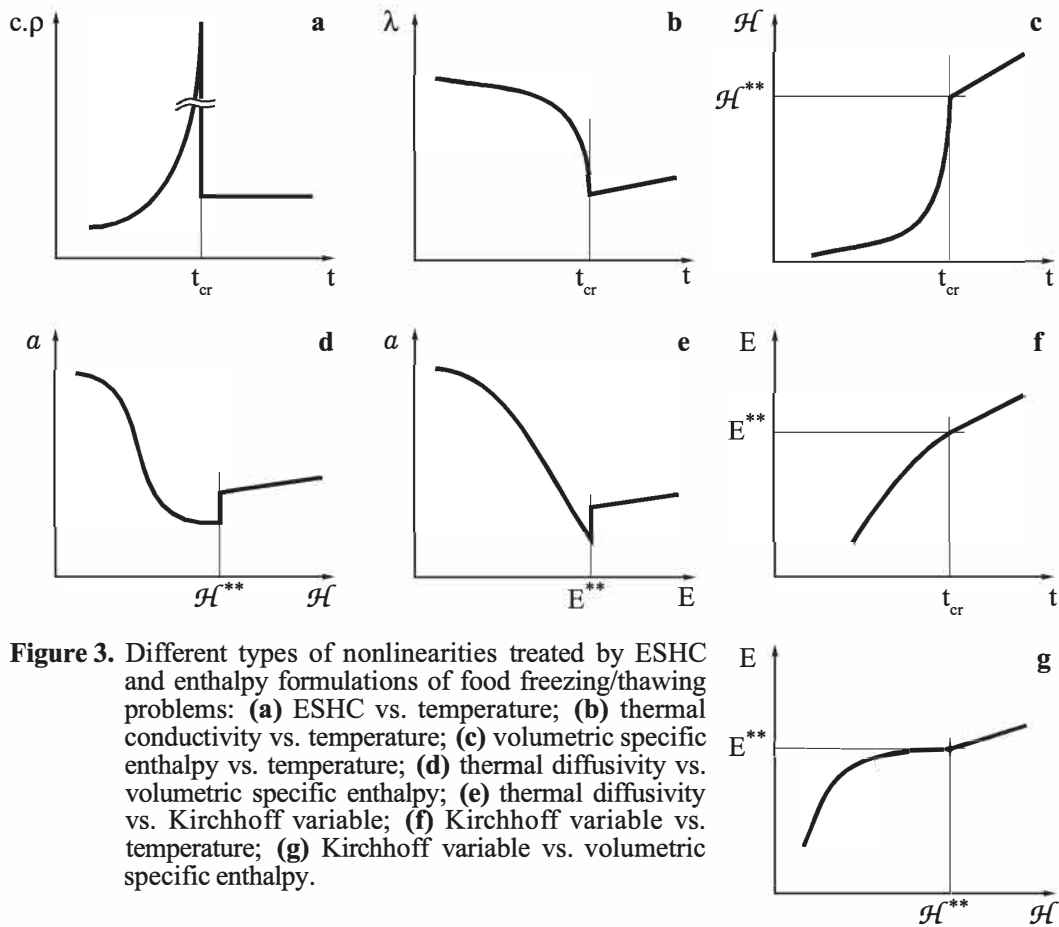 c.ρ
a
t_cr
t
λ
b
t_cr
t
ℋ
c
ℋ**
t_cr
t
a
d
ℋ**
ℋ
a
e
E**
E
E
f
E**
t_cr
t
Figure 3. Different types of nonlinearities treated by ESHC
and enthalpy formulations of food freezing/thawing
problems: (a) ESHC vs. temperature; (b) thermal
conductivity vs. temperature; (c) volumetric specific
enthalpy vs. temperature; (d) thermal diffusivity vs.
volumetric specific enthalpy; (e) thermal diffusivity
vs. Kirchhoff variable; (f) Kirchhoff variable vs.
temperature; (g) Kirchhoff variable vs. volumetric
specific enthalpy.
E
g
E**
ℋ**
ℋ